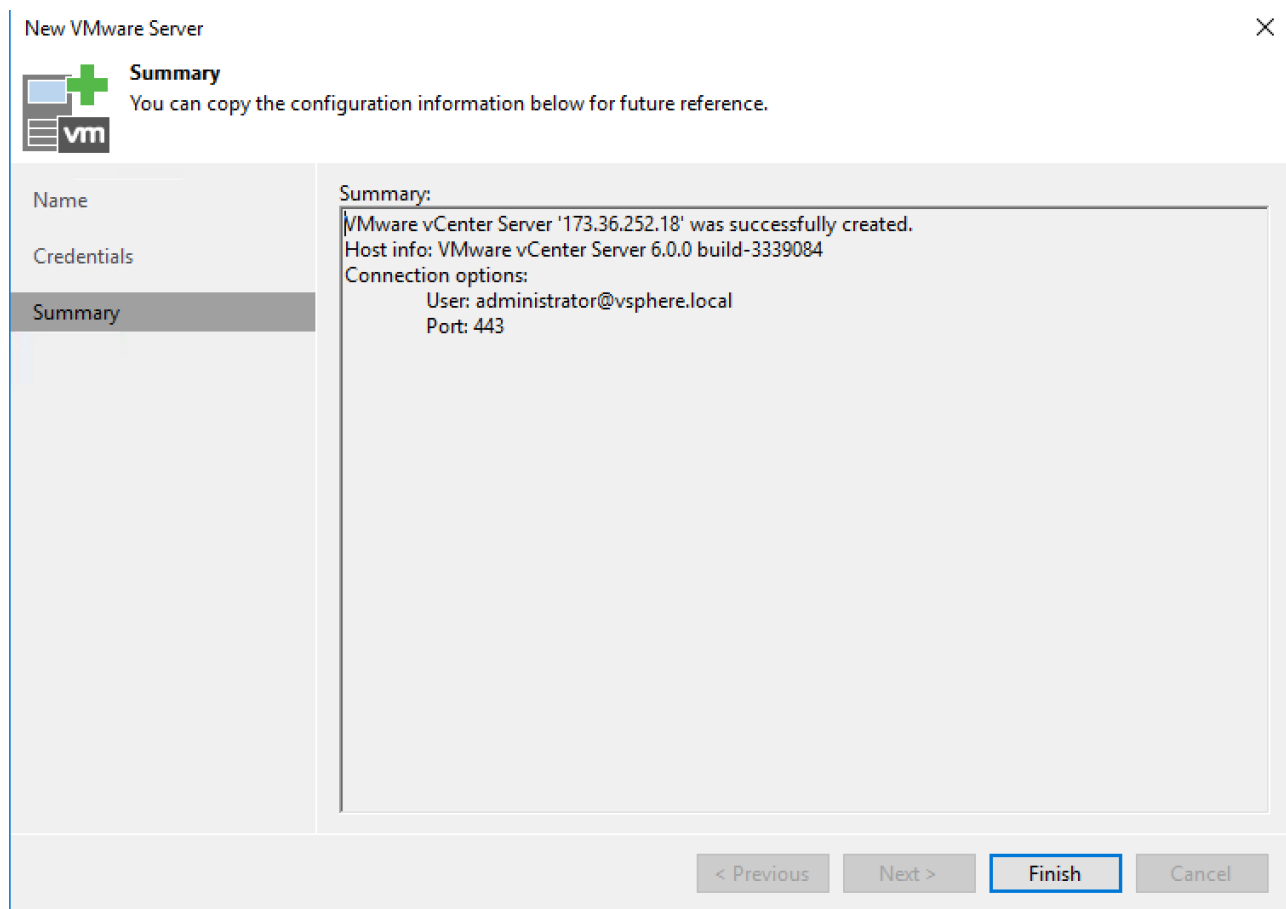 New VMware Server
Summary
You can copy the configuration information below for future reference.
vm
Name
Credentials
Summary
Summary:
VMware vCenter Server '173.36.252.18' was successfully created.
Host info: VMware vCenter Server 6.0.0 build-3339084
Connection options:
User: administrator@vsphere.local
Port: 443
< Previous
Next >
Finish
Cancel